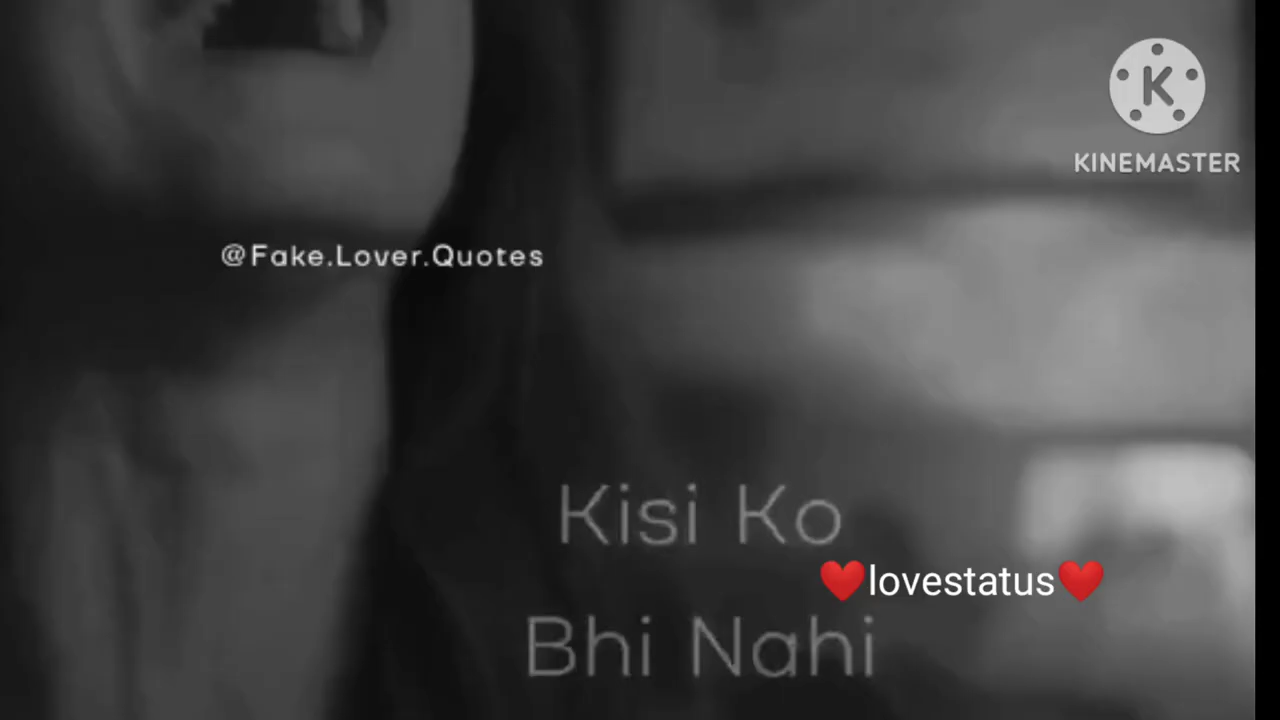 K
KINEMASTER
@Fake.Lover.Quotes
Kisi Ko
❤️lovestatus❤️
Bhi Nahi